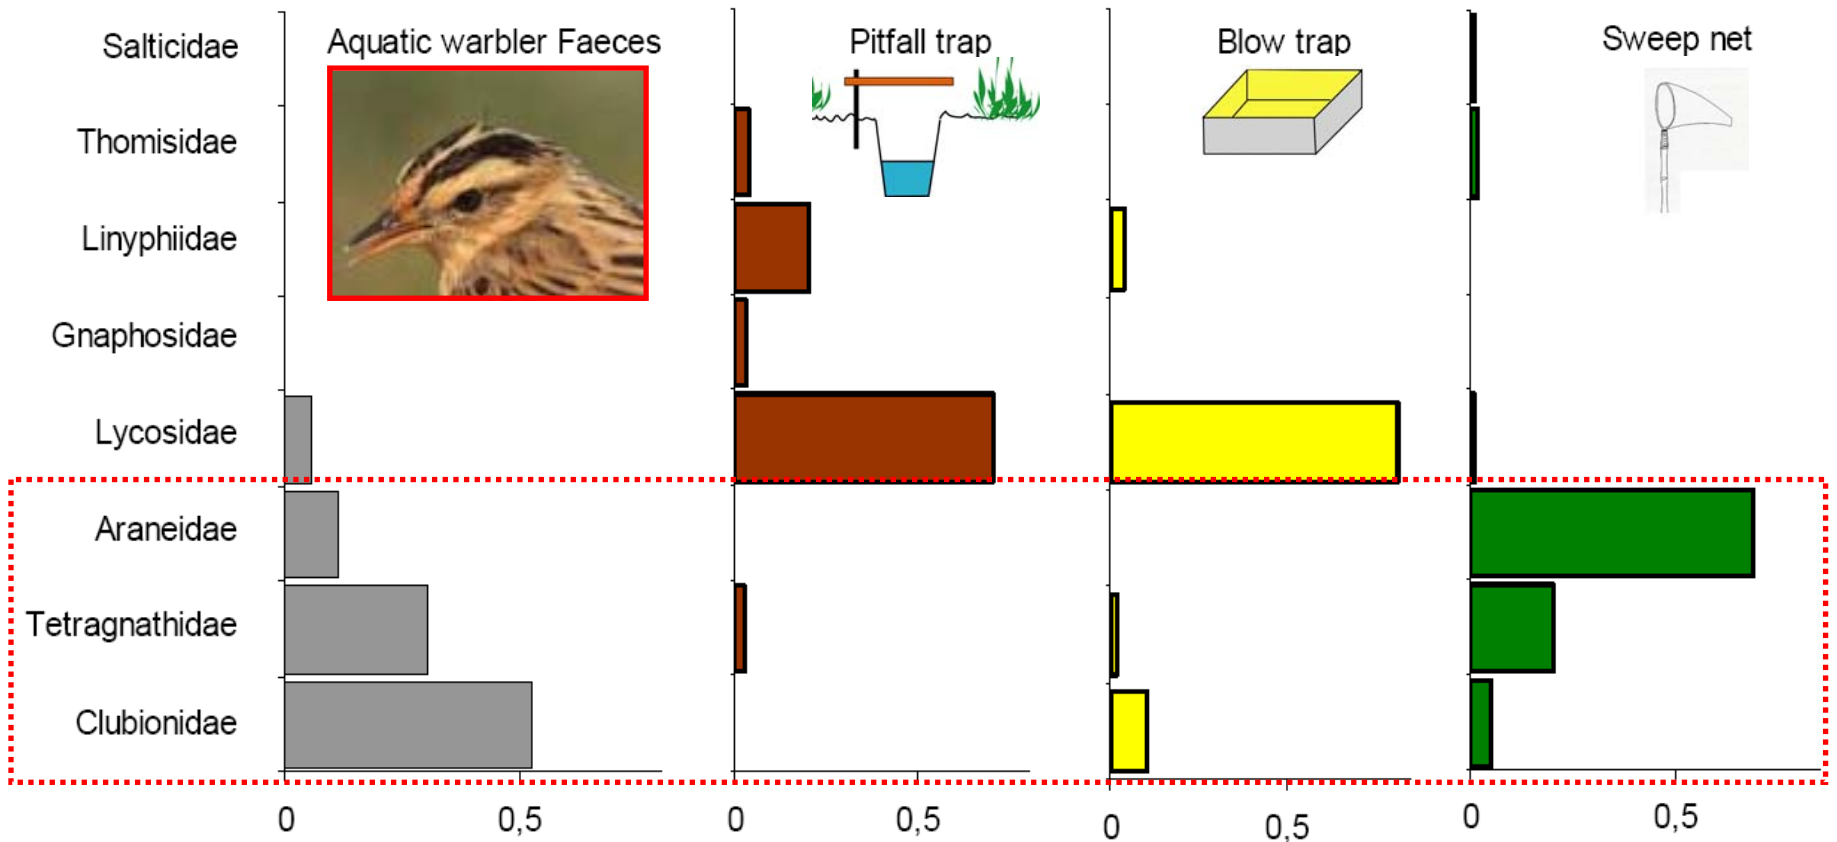 Aquatic warbler Faeces
Pitfall trap
Blow trap
Sweep net
Salticidae
Thomisidae
Linyphiidae
Gnaphosidae
Lycosidae
Araneidae
Tetragnathidae
Clubionidae
0 0,5
0 0,5
0 0,5
0 0,5